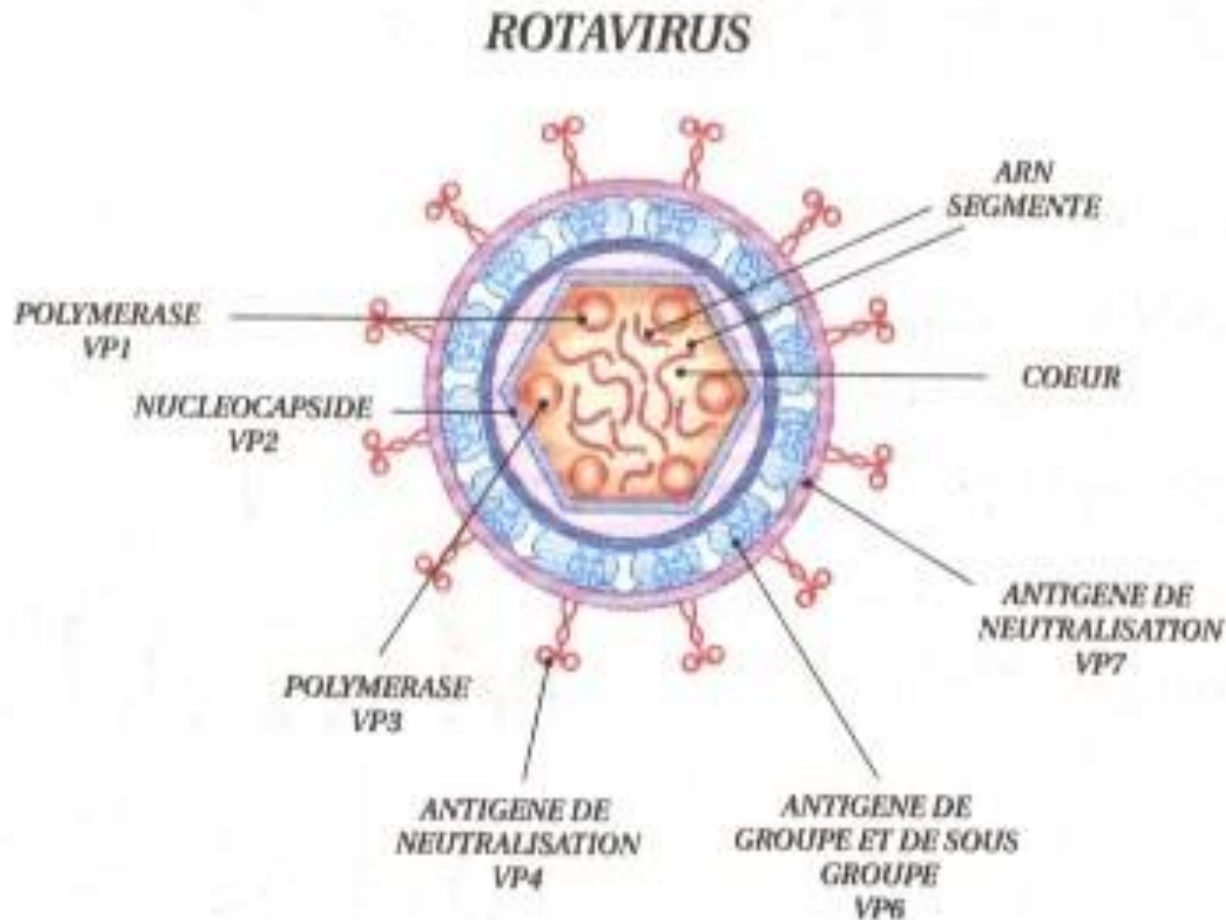 ROTAVIRUS
ARN
SEGMENTE
POLYMERASE
VP1
COEUR
NUCLEOCAPSIDE
VP2
ANTIGENE DE
NEUTRALISATION
VP7
POLYMERASE
VP3
ANTIGENE DE
NEUTRALISATION
VP4
ANTIGENE DE
GROUPE ET DE SOUS
GROUPE
VP6